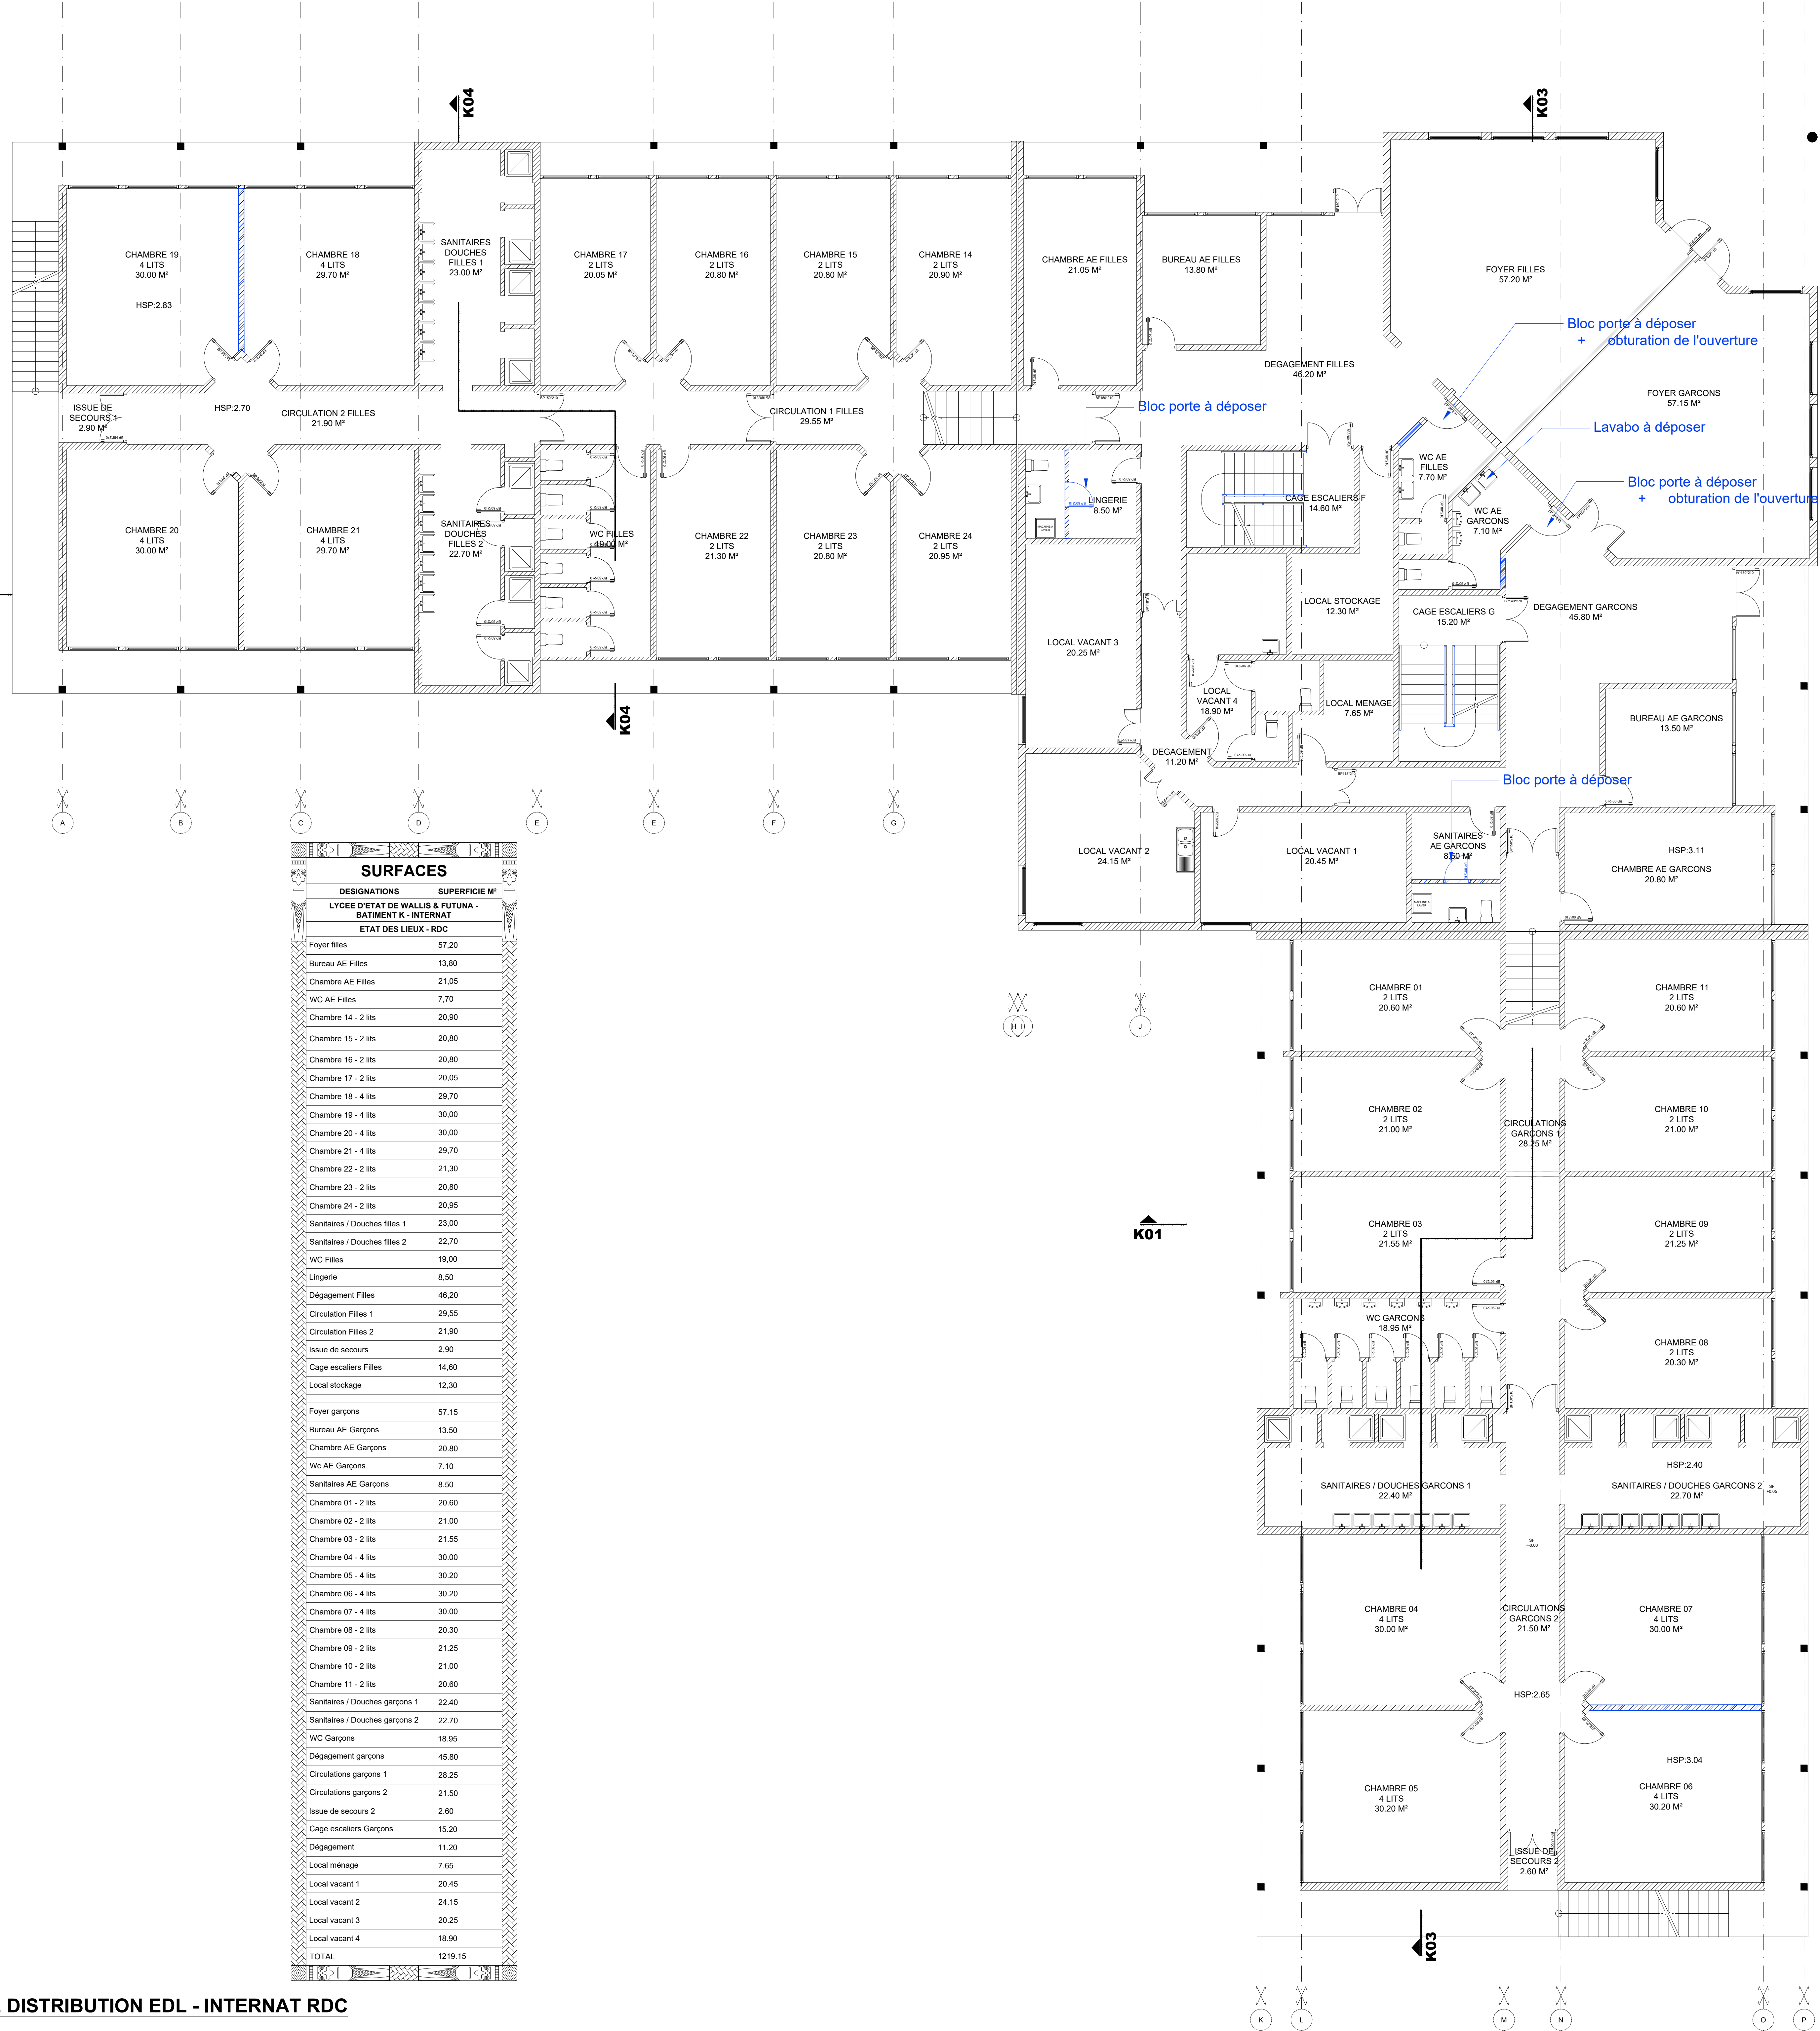 K04
K03
CHAMBRE 19
4 LITS
30.00 M²
HSP:2.83
CHAMBRE 18
4 LITS
29.70 M²
SANITAIRES
DOUCHES
FILLES 1
23.00 M²
CHAMBRE 17
2 LITS
20.05 M²
CHAMBRE 16
2 LITS
20.80 M²
CHAMBRE 15
2 LITS
20.80 M²
CHAMBRE 14
2 LITS
20.90 M²
CHAMBRE AE FILLES
21.05 M²
BUREAU AE FILLES
13.80 M²
FOYER FILLES
57.20 M²
Bloc porte à déposer
+ obturation de l'ouverture
DEGAGEMENT FILLES
46.20 M²
FOYER GARCONS
57.15 M²
ISSUE DE
SECOURS 1
2.90 M²
HSP:2.70
CIRCULATION 2 FILLES
21.90 M²
CIRCULATION 1 FILLES
29.55 M²
Bloc porte à déposer
Lavabo à déposer
WC AE
FILLES
7.70 M²
Bloc porte à déposer
+ obturation de l'ouverture
CHAMBRE 20
4 LITS
30.00 M²
CHAMBRE 21
4 LITS
29.70 M²
SANITAIRES
DOUCHES
FILLES 2
22.70 M²
WC FILLES
19.00 M²
CHAMBRE 22
2 LITS
21.30 M²
CHAMBRE 23
2 LITS
20.80 M²
CHAMBRE 24
2 LITS
20.95 M²
LINGERIE
8.50 M²
MACHINE A
LAVER
CAGE ESCALIERS F
14.60 M²
WC AE
GARCONS
7.10 M²
LOCAL STOCKAGE
12.30 M²
CAGE ESCALIERS G
15.20 M²
DEGAGEMENT GARCONS
45.80 M²
LOCAL VACANT 3
20.25 M²
LOCAL
VACANT 4
18.90 M²
LOCAL MENAGE
7.65 M²
BUREAU AE GARCONS
13.50 M²
K04
DEGAGEMENT
11.20 M²
Bloc porte à déposer
A
B
C
D
E
E
F
G
LOCAL VACANT 2
24.15 M²
LOCAL VACANT 1
20.45 M²
SANITAIRES
AE GARCONS
8.50 M²
MACHINE A
LAVER
HSP:3.11
CHAMBRE AE GARCONS
20.80 M²
H
I
J
CHAMBRE 01
2 LITS
20.60 M²
CHAMBRE 11
2 LITS
20.60 M²
CHAMBRE 02
2 LITS
21.00 M²
CIRCULATIONS
GARCONS 1
28.25 M²
CHAMBRE 10
2 LITS
21.00 M²
K01
CHAMBRE 03
2 LITS
21.55 M²
CHAMBRE 09
2 LITS
21.25 M²
WC GARCONS
18.95 M²
CHAMBRE 08
2 LITS
20.30 M²
SANITAIRES / DOUCHES GARCONS 1
22.40 M²
HSP:2.40
SANITAIRES / DOUCHES GARCONS 2
22.70 M²
SF
+0.05
SF
+-0.00
CHAMBRE 04
4 LITS
30.00 M²
CIRCULATIONS
GARCONS 2
21.50 M²
CHAMBRE 07
4 LITS
30.00 M²
HSP:2.65
CHAMBRE 05
4 LITS
30.20 M²
HSP:3.04
CHAMBRE 06
4 LITS
30.20 M²
ISSUE DE
SECOURS 2
2.60 M²
K03
K
L
M
N
O
P
SURFACES
DESIGNATIONS SUPERFICIE M²
LYCEE D'ETAT DE WALLIS & FUTUNA -
BATIMENT K - INTERNAT
ETAT DES LIEUX - RDC
Foyer filles 57,20
Bureau AE Filles 13,80
Chambre AE Filles 21,05
WC AE Filles 7,70
Chambre 14 - 2 lits 20,90
Chambre 15 - 2 lits 20,80
Chambre 16 - 2 lits 20,80
Chambre 17 - 2 lits 20,05
Chambre 18 - 4 lits 29,70
Chambre 19 - 4 lits 30,00
Chambre 20 - 4 lits 30,00
Chambre 21 - 4 lits 29,70
Chambre 22 - 2 lits 21,30
Chambre 23 - 2 lits 20,80
Chambre 24 - 2 lits 20,95
Sanitaires / Douches filles 1 23,00
Sanitaires / Douches filles 2 22,70
WC Filles 19,00
Lingerie 8,50
Dégagement Filles 46,20
Circulation Filles 1 29,55
Circulation Filles 2 21,90
Issue de secours 2,90
Cage escaliers Filles 14,60
Local stockage 12,30
Foyer garçons 57.15
Bureau AE Garçons 13.50
Chambre AE Garçons 20.80
Wc AE Garçons 7.10
Sanitaires AE Garçons 8.50
Chambre 01 - 2 lits 20.60
Chambre 02 - 2 lits 21.00
Chambre 03 - 2 lits 21.55
Chambre 04 - 4 lits 30.00
Chambre 05 - 4 lits 30.20
Chambre 06 - 4 lits 30.20
Chambre 07 - 4 lits 30.00
Chambre 08 - 2 lits 20.30
Chambre 09 - 2 lits 21.25
Chambre 10 - 2 lits 21.00
Chambre 11 - 2 lits 20.60
Sanitaires / Douches garçons 1 22.40
Sanitaires / Douches garçons 2 22.70
WC Garçons 18.95
Dégagement garçons 45.80
Circulations garçons 1 28.25
Circulations garçons 2 21.50
Issue de secours 2 2.60
Cage escaliers Garçons 15.20
Dégagement 11.20
Local ménage 7.65
Local vacant 1 20.45
Local vacant 2 24.15
Local vacant 3 20.25
Local vacant 4 18.90
TOTAL 1219.15
DISTRIBUTION EDL - INTERNAT RDC